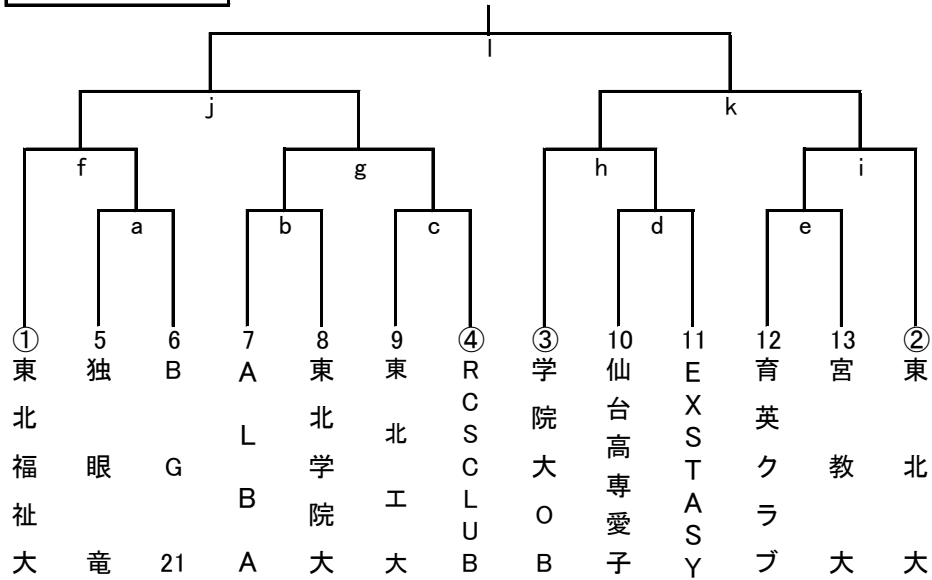 l
j
k
f
g
h
i
a
b
c
d
e
① 5 6 7 8 9 ④ ③ 10 11 12 13 ②
東北福祉大
独眼竜
BG21
ALBA
東北学院大
東北工大
RCSCLUB
学院大OB
仙台高専愛子
EXSTASY
育英クラブ
宮教大
東北大